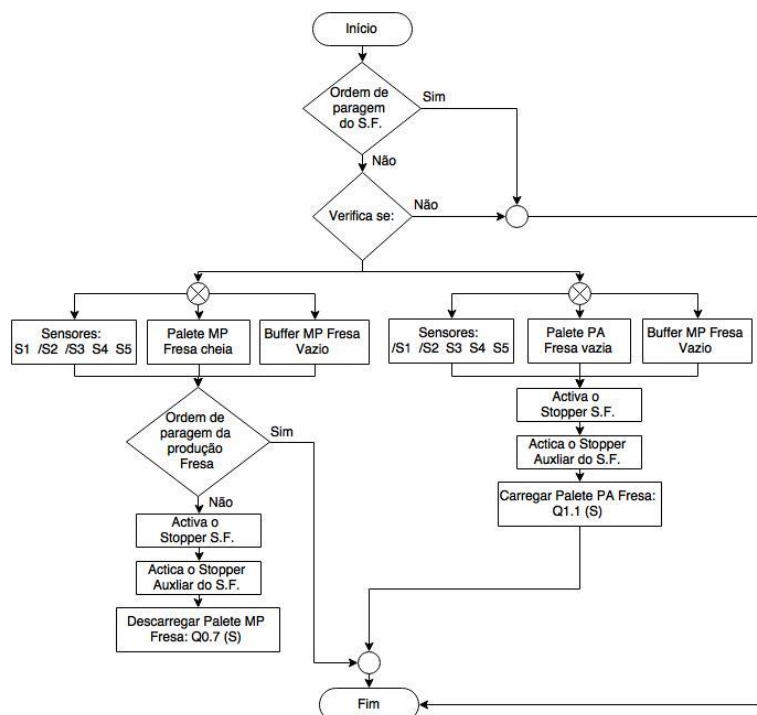 Início
Ordem de
paragem
do S.F.
Sim
Não
Verifica se:
Não
Sensores:
S1 /S2 /S3 S4 S5
Palete MP
Fresa cheia
Buffer MP Fresa
Vazio
Sensores:
/S1 /S2 S3 S4 S5
Palete PA
Fresa vazia
Buffer MP Fresa
Vazio
Ordem de
paragem da
produção
Fresa
Sim
Não
Activa o
Stopper S.F.
Actica o Stopper
Auxliar do S.F.
Descarregar Palete MP
Fresa: Q0.7 (S)
Activa o
Stopper S.F.
Actica o Stopper
Auxliar do S.F.
Carregar Palete PA Fresa:
Q1.1 (S)
Fim